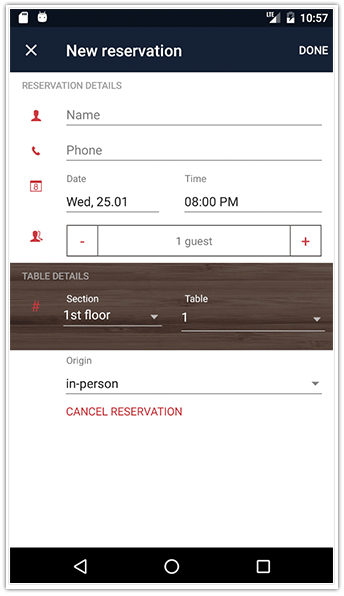 LTE 10:57
New reservation DONE
RESERVATION DETAILS
Name
Phone
Date Time
8 Wed, 25.01 08:00 PM
- 1 guest +
TABLE DETAILS
Section Table
# 1st floor 1
Origin
in-person
CANCEL RESERVATION